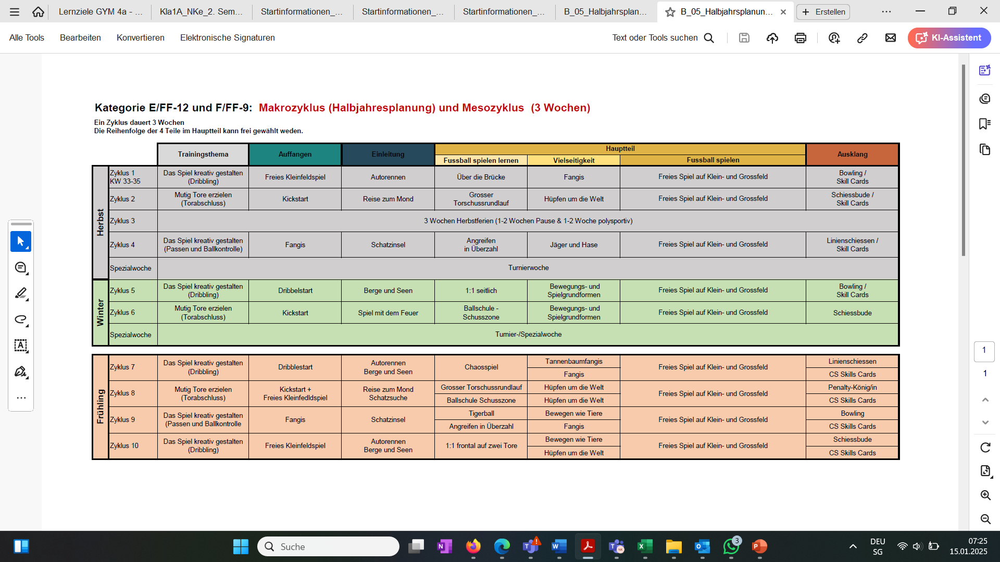 Lernziele GYM 4a - ...
Kla1A_NKe_2. Sem...
Startinformationen_...
Startinformationen_...
Startinformationen_...
B_05_Halbjahrsplan...
B_05_Halbjahrsplanun...
Erstellen
Alle Tools
Bearbeiten
Konvertieren
Elektronische Signaturen
Text oder Tools suchen
KI-Assistent
Kategorie E/FF-12 und F/FF-9: Makrozyklus (Halbjahresplanung) und Mesozyklus (3 Wochen)
Ein Zyklus dauert 3 Wochen
Die Reihenfolge der 4 Teile im Hauptteil kann frei gewählt weden.
Trainingsthema
Auffangen
Einleitung
Hauptteil
Ausklang
Fussball spielen lernen
Vielseitigkeit
Fussball spielen
Herbst
Zyklus 1
KW 33-35
Das Spiel kreativ gestalten
(Dribbling)
Freies Kleinfeldspiel
Autorennen
Über die Brücke
Fangis
Freies Spiel auf Klein- und Grossfeld
Bowling /
Skill Cards
Zyklus 2
Mutig Tore erzielen
(Torabschluss)
Kickstart
Reise zum Mond
Grosser
Torschussrundlauf
Hüpfen um die Welt
Freies Spiel auf Klein- und Grossfeld
Schiessbude /
Skill Cards
Zyklus 3
3 Wochen Herbstferien (1-2 Wochen Pause & 1-2 Woche polysportiv)
Zyklus 4
Das Spiel kreativ gestalten
(Passen und Ballkontrolle)
Fangis
Schatzinsel
Angreifen
in Überzahl
Jäger und Hase
Freies Spiel auf Klein- und Grossfeld
Linienschiessen /
Skill Cards
Spezialwoche
Turnierwoche
Winter
Zyklus 5
Das Spiel kreativ gestalten
(Dribbling)
Dribbelstart
Berge und Seen
1:1 seitlich
Bewegungs- und
Spielgrundformen
Freies Spiel auf Klein- und Grossfeld
Bowling /
Skill Cards
Zyklus 6
Mutig Tore erzielen
(Torabschluss)
Kickstart
Spiel mit dem Feuer
Ballschule -
Schusszone
Bewegungs- und
Spielgrundformen
Freies Spiel auf Klein- und Grossfeld
Schiessbude
Spezialwoche
Turnier-/Spezialwoche
Frühling
Zyklus 7
Das Spiel kreativ gestalten
(Dribbling)
Dribblestart
Autorennen
Berge und Seen
Chaosspiel
Tannenbaumfangis
Fangis
Freies Spiel auf Klein- und Grossfeld
Linienschiessen
CS Skills Cards
Zyklus 8
Mutig Tore erzielen
(Torabschluss)
Kickstart +
Freies Kleinfedldspiel
Reise zum Mond
Schatzsuche
Grosser Torschussrundlauf
Ballschule Schusszone
Hüpfen um die Welt
Hüpfen um die Welt
Freies Spiel auf Klein- und Grossfeld
Penalty-König/in
CS Skills Cards
Zyklus 9
Das Spiel kreativ gestalten
(Passen und Ballkontrolle
Fangis
Schatzinsel
Tigerball
Angreifen in Überzahl
Bewegen wie Tiere
Fangis
Freies Spiel auf Klein- und Grossfeld
Bowling
CS Skills Cards
Zyklus 10
Das Spiel kreativ gestalten
(Dribbling)
Freies Kleinfeldspiel
Autorennen
Berge und Seen
1:1 frontal auf zwei Tore
Bewegen wie Tiere
Hüpfen um die Welt
Freies Spiel auf Klein- und Grossfeld
Schiessbude
CS Skills Cards
1
1
Suche
3
DEU
SG
07:25
15.01.2025